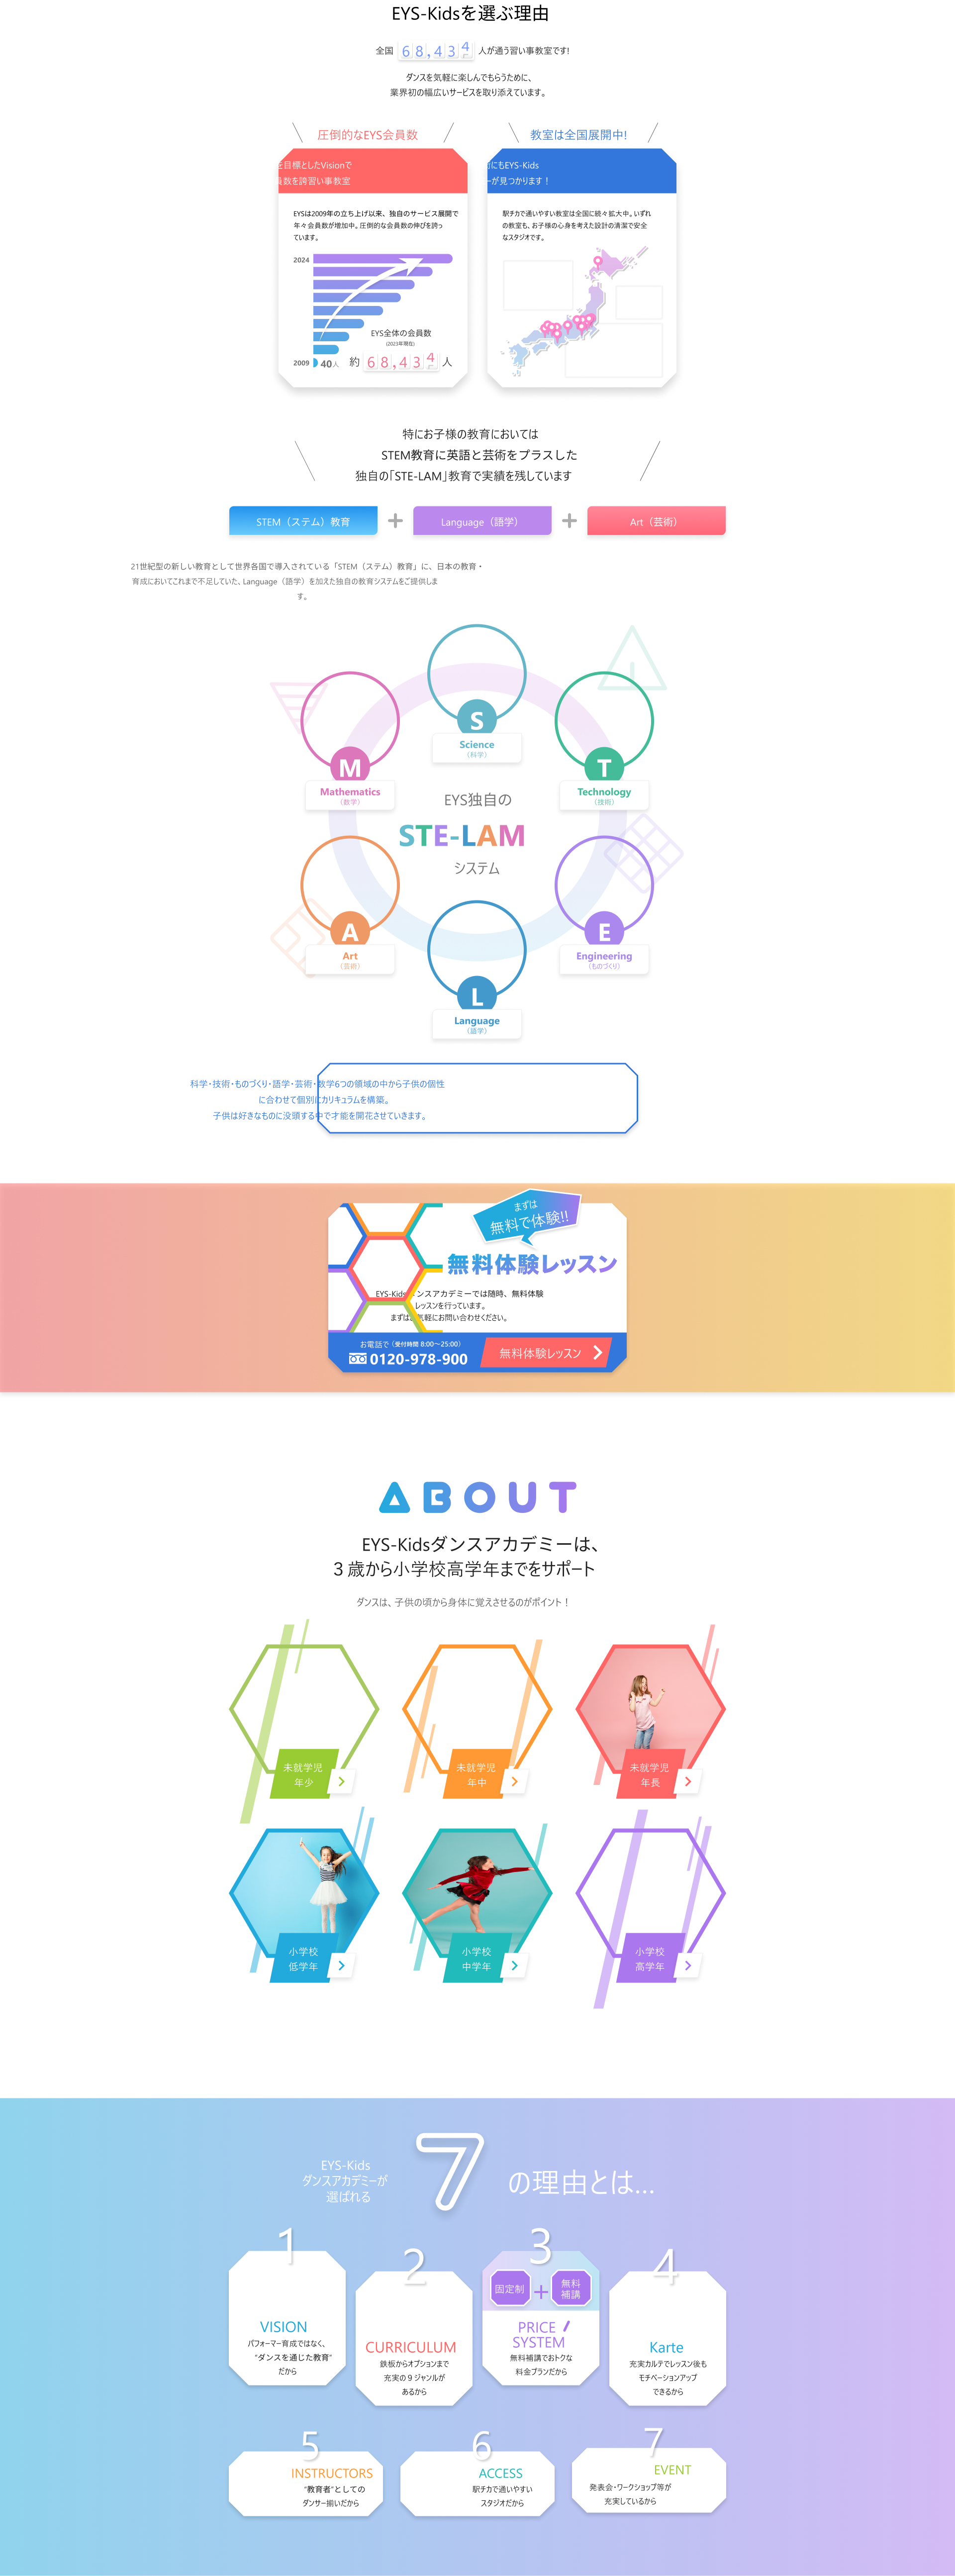 EYS-Kidsを選ぶ理由
全国 68,434 人が通う習い事教室です!
ダンスを気軽に楽しんでもらうために、
業界初の幅広いサービスを取り添えています。
圧倒的なEYS会員数
を目標としたVisionで
員数を誇習い事教室
EYSは2009年の立ち上げ以来、独自のサービス展開で
年々会員数が増加中。圧倒的な会員数の伸びを誇っ
ています。
2024
EYS全体の会員数
(2023年現在)
2009 40人 約 68,434 人
教室は全国展開中!
にもEYS-Kids
ーが見つかります！
駅チカで通いやすい教室は全国に続々拡大中。いずれ
の教室も、お子様の心身を考えた設計の清潔で安全
なスタジオです。
特にお子様の教育においては
STEM教育に英語と芸術をプラスした
独自の「STE-LAM」教育で実績を残しています
STEM（ステム）教育 + Language（語学） + Art（芸術）
21世紀型の新しい教育として世界各国で導入されている「STEM（ステム）教育」に、日本の教育・
育成においてこれまで不足していた、Language（語学）を加えた独自の教育システムをご提供しま
す。
S
Science
（科学）
M
Mathematics
（数学）
T
Technology
（技術）
EYS独自の
STE-LAM
システム
A
Art
（芸術）
E
Engineering
（ものづくり）
L
Language
（語学）
科学・技術・ものづくり・語学・芸術・数学6つの領域の中から子供の個性
に合わせて個別にカリキュラムを構築。
子供は好きなものに没頭する中で才能を開花させていきます。
まずは
無料で体験!!
無料体験レッスン
EYS-Kidsダンスアカデミーでは随時、無料体験
レッスンを行っています。
まずはお気軽にお問い合わせください。
お電話で（受付時間 8:00〜25:00）
0120-978-900
無料体験レッスン
ABOUT
EYS-Kidsダンスアカデミーは、
３歳から小学校高学年までをサポート
ダンスは、子供の頃から身体に覚えさせるのがポイント！
未就学児
年少
未就学児
年中
未就学児
年長
小学校
低学年
小学校
中学年
小学校
高学年
EYS-Kids
ダンスアカデミーが
選ばれる
7
の理由とは…
1
VISION
パフォーマー育成ではなく、
“ダンスを通じた教育”
だから
2
CURRICULUM
鉄板からオプションまで
充実の９ジャンルが
あるから
3
固定制 + 無料
補講
PRICE /
SYSTEM
無料補講でおトクな
料金プランだから
4
Karte
充実カルテでレッスン後も
モチベーションアップ
できるから
5
INSTRUCTORS
“教育者”としての
ダンサー揃いだから
6
ACCESS
駅チカで通いやすい
スタジオだから
7
EVENT
発表会・ワークショップ等が
充実しているから